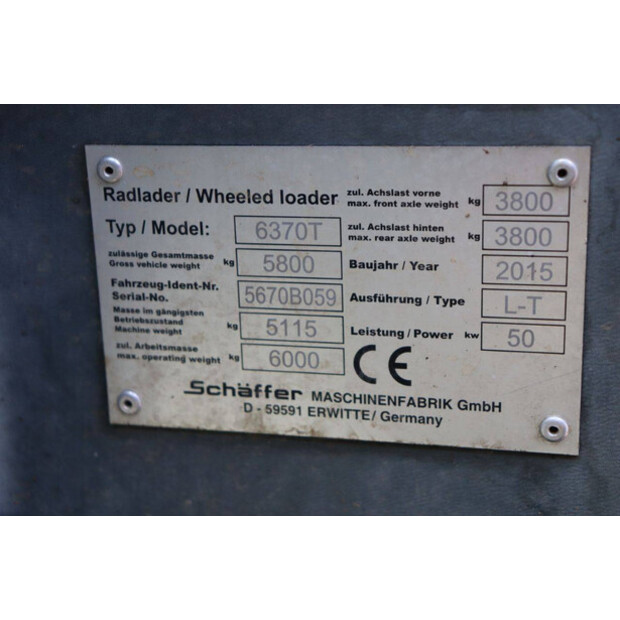 Radlader / Wheeled loader
Typ / Model: 6370T
zulässige Gesamtmasse
Gross vehicle weight kg 5800
Fahrzeug-Ident-Nr.
Serial-No. 5670B059
Masse im gängigsten
Betriebszustand
Machine weight kg 5115
zul. Arbeitsmasse
max. operating weight kg 6000
zul. Achslast vorne
max. front axle weight kg 3800
zul. Achslast hinten
max. rear axle weight kg 3800
Baujahr / Year 2015
Ausführung / Type L-T
Leistung / Power kw 50
CE
Schäffer MASCHINENFABRIK GmbH
D - 59591 ERWITTE/ Germany